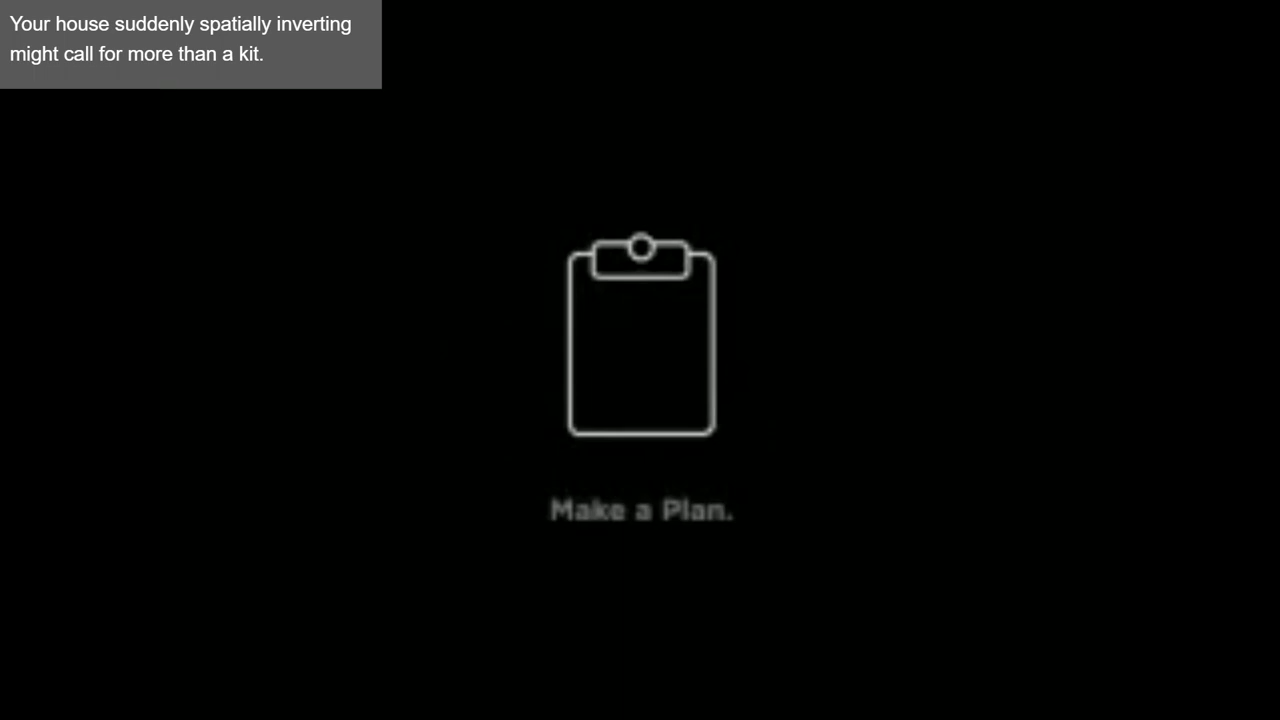 Your house suddenly spatially inverting
might call for more than a kit.
Make a Plan.